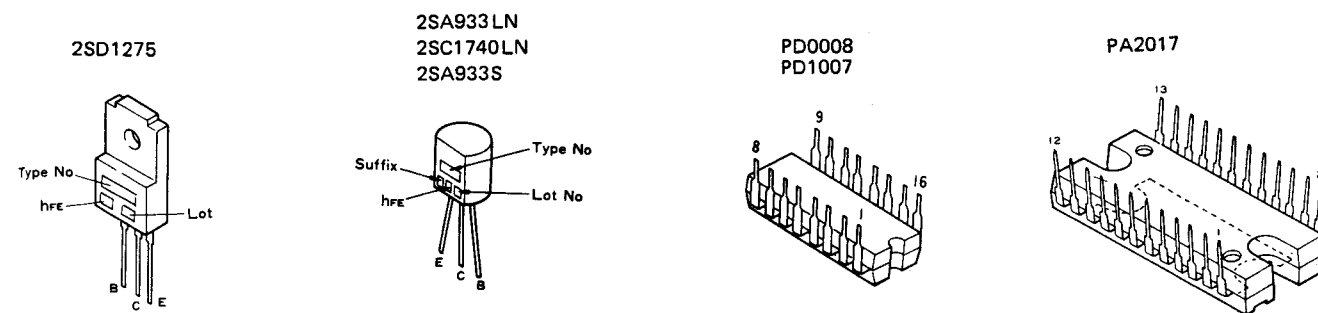 2SD1275
Type No
hFE
Lot
B
C
E
2SA933LN
2SC1740LN
2SA933S
Suffix
Type No
hFE
Lot No
E
C
B
PD0008
PD1007
9
8
16
1
PA2017
13
12
1